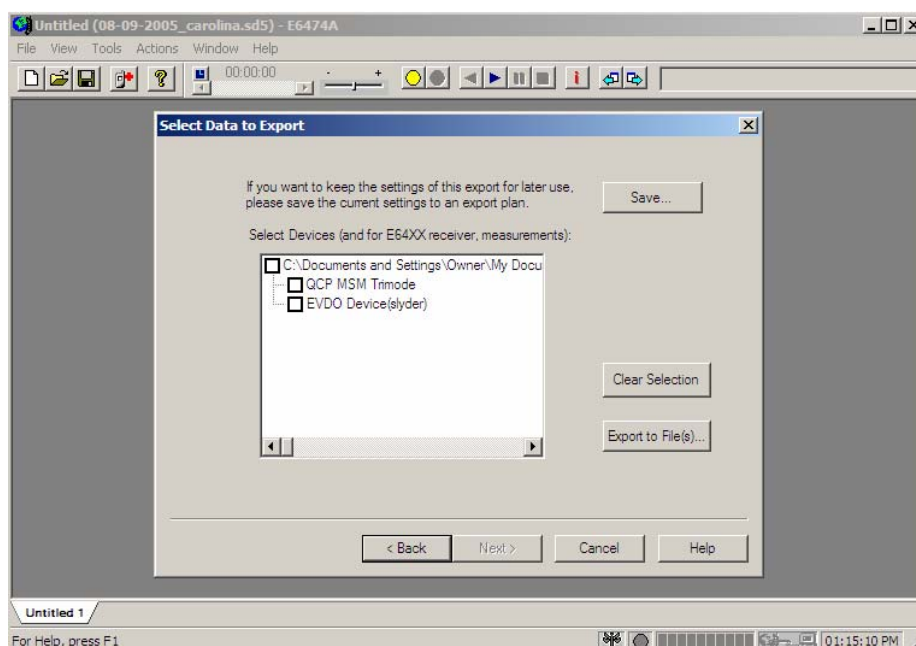 Untitled (08-09-2005_carolina.sd5) - E6474A
File View Tools Actions Window Help
00:00:00
- +
Select Data to Export
If you want to keep the settings of this export for later use,
please save the current settings to an export plan.
Save...
Select Devices (and for E64XX receiver, measurements):
C:\Documents and Settings\Owner\My Docu
QCP MSM Trimode
EVDO Device(slyder)
Clear Selection
Export to File(s)...
< Back Next > Cancel Help
Untitled 1
For Help, press F1
01:15:10 PM